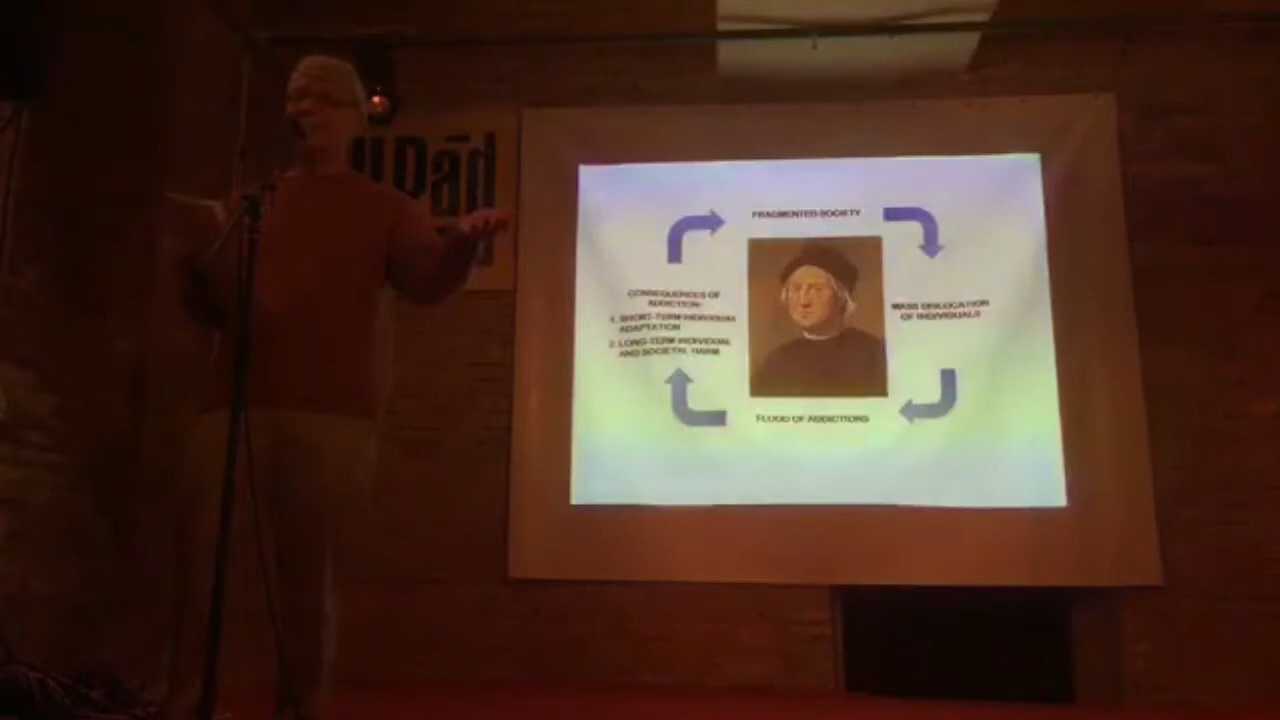 Dād
FRAGMENTED SOCIETY
CONSEQUENCES OF
ADDICTION:
1. SHORT-TERM INDIVIDUAL
ADAPTATION
2. LONG-TERM INDIVIDUAL
AND SOCIETAL HARM
MASS DISLOCATION
OF INDIVIDUALS
FLOOD OF ADDICTIONS